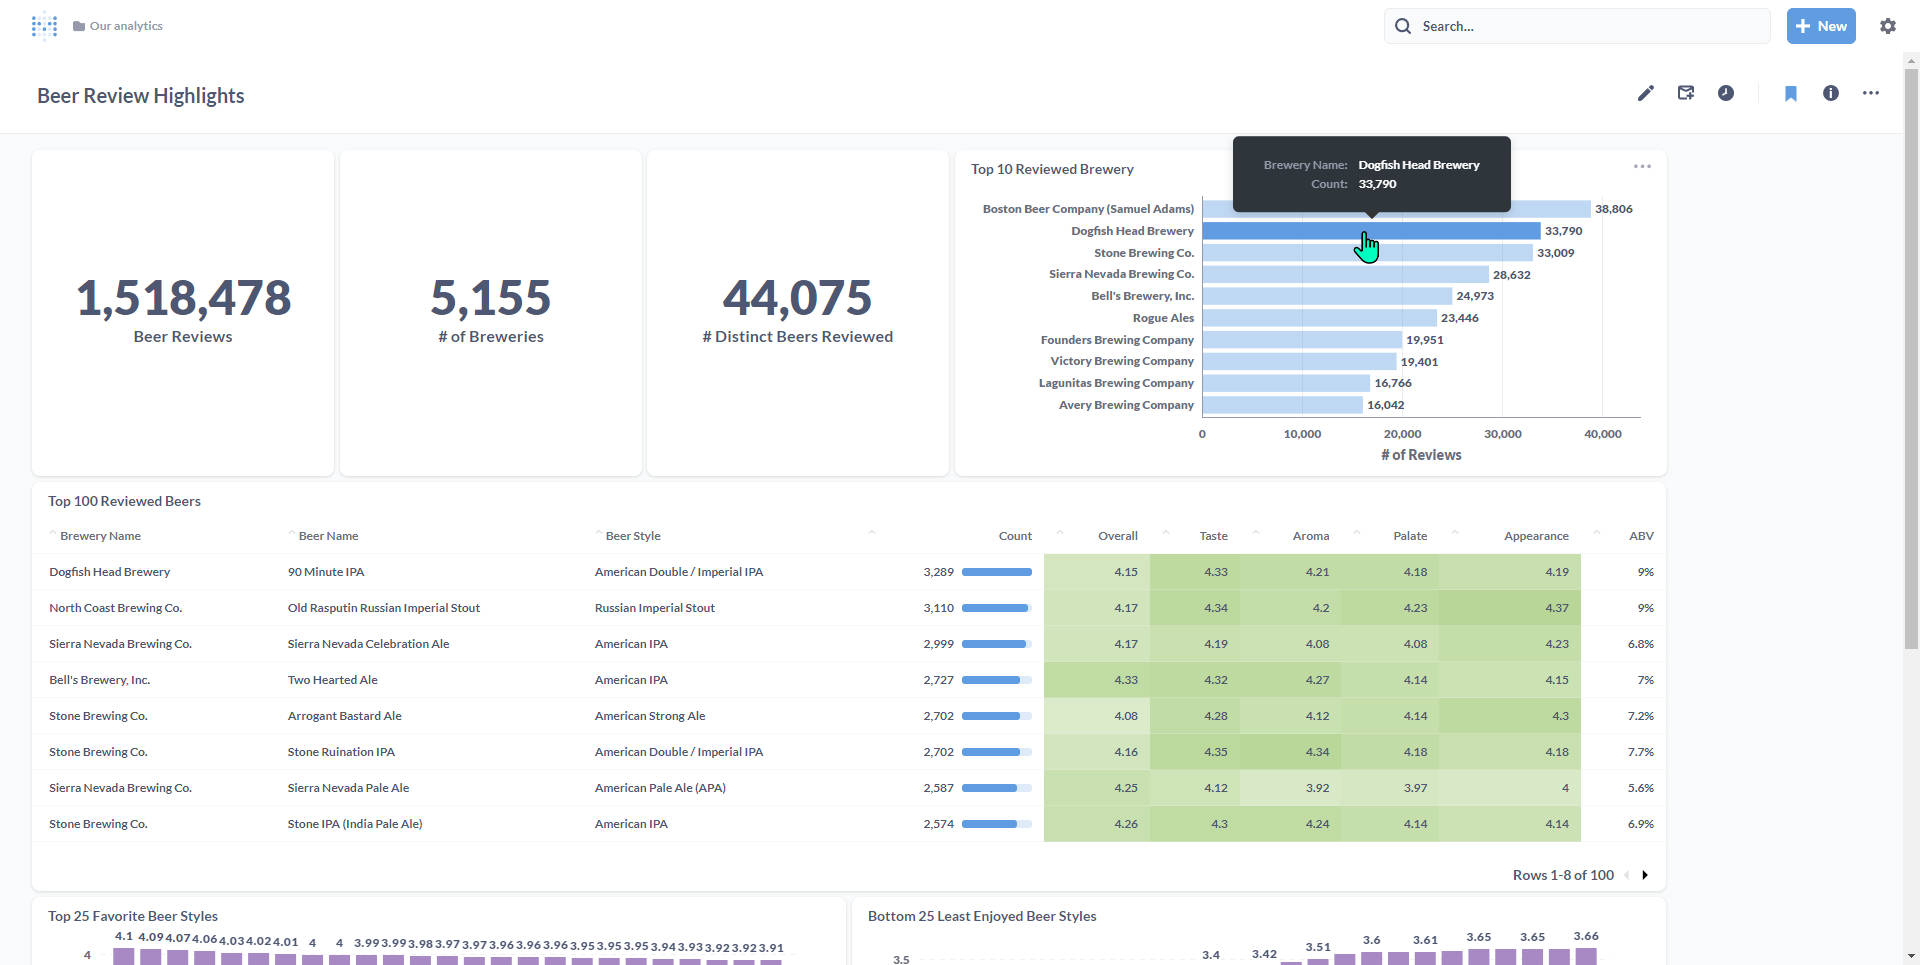 Our analytics
Search...
New
Beer Review Highlights
1,518,478
Beer Reviews
5,155
# of Breweries
44,075
# Distinct Beers Reviewed
Top 10 Reviewed Brewery
Brewery Name: Dogfish Head Brewery
Count: 33,790
Boston Beer Company (Samuel Adams) 38,806
Dogfish Head Brewery 33,790
Stone Brewing Co. 33,009
Sierra Nevada Brewing Co. 28,632
Bell's Brewery, Inc. 24,973
Rogue Ales 23,446
Founders Brewing Company 19,951
Victory Brewing Company 19,401
Lagunitas Brewing Company 16,766
Avery Brewing Company 16,042
0 10,000 20,000 30,000 40,000
# of Reviews
Top 100 Reviewed Beers
Brewery Name Beer Name Beer Style Count Overall Taste Aroma Palate Appearance ABV
Dogfish Head Brewery 90 Minute IPA American Double / Imperial IPA 3,289 4.15 4.33 4.21 4.18 4.19 9%
North Coast Brewing Co. Old Rasputin Russian Imperial Stout Russian Imperial Stout 3,110 4.17 4.34 4.2 4.23 4.37 9%
Sierra Nevada Brewing Co. Sierra Nevada Celebration Ale American IPA 2,999 4.17 4.19 4.08 4.08 4.23 6.8%
Bell's Brewery, Inc. Two Hearted Ale American IPA 2,727 4.33 4.32 4.27 4.14 4.15 7%
Stone Brewing Co. Arrogant Bastard Ale American Strong Ale 2,702 4.08 4.28 4.12 4.14 4.3 7.2%
Stone Brewing Co. Stone Ruination IPA American Double / Imperial IPA 2,702 4.16 4.35 4.34 4.18 4.18 7.7%
Sierra Nevada Brewing Co. Sierra Nevada Pale Ale American Pale Ale (APA) 2,587 4.25 4.12 3.92 3.97 4 5.6%
Stone Brewing Co. Stone IPA (India Pale Ale) American IPA 2,574 4.26 4.3 4.24 4.14 4.14 6.9%
Rows 1-8 of 100
Top 25 Favorite Beer Styles
4.1 4.09 4.07 4.06 4.03 4.02 4.01 4 4 3.99 3.99 3.98 3.97 3.97 3.96 3.96 3.96 3.95 3.95 3.95 3.94 3.93 3.92 3.92 3.91
4
Bottom 25 Least Enjoyed Beer Styles
3.4 3.42 3.51 3.6 3.61 3.65 3.65 3.66
3.5